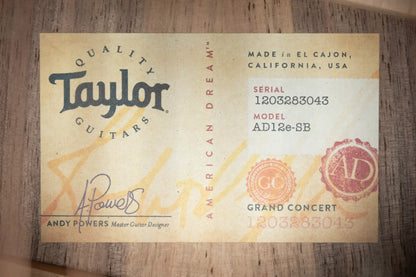 QUALITY
Taylor
GUITARS
A Powers
ANDY POWERS Master Guitar Designer
AMERICAN DREAM™
MADE in EL CAJON,
CALIFORNIA, USA
SERIAL
1203283043
MODEL
AD12e-SB
GC
AD
GRAND CONCERT
1203283043